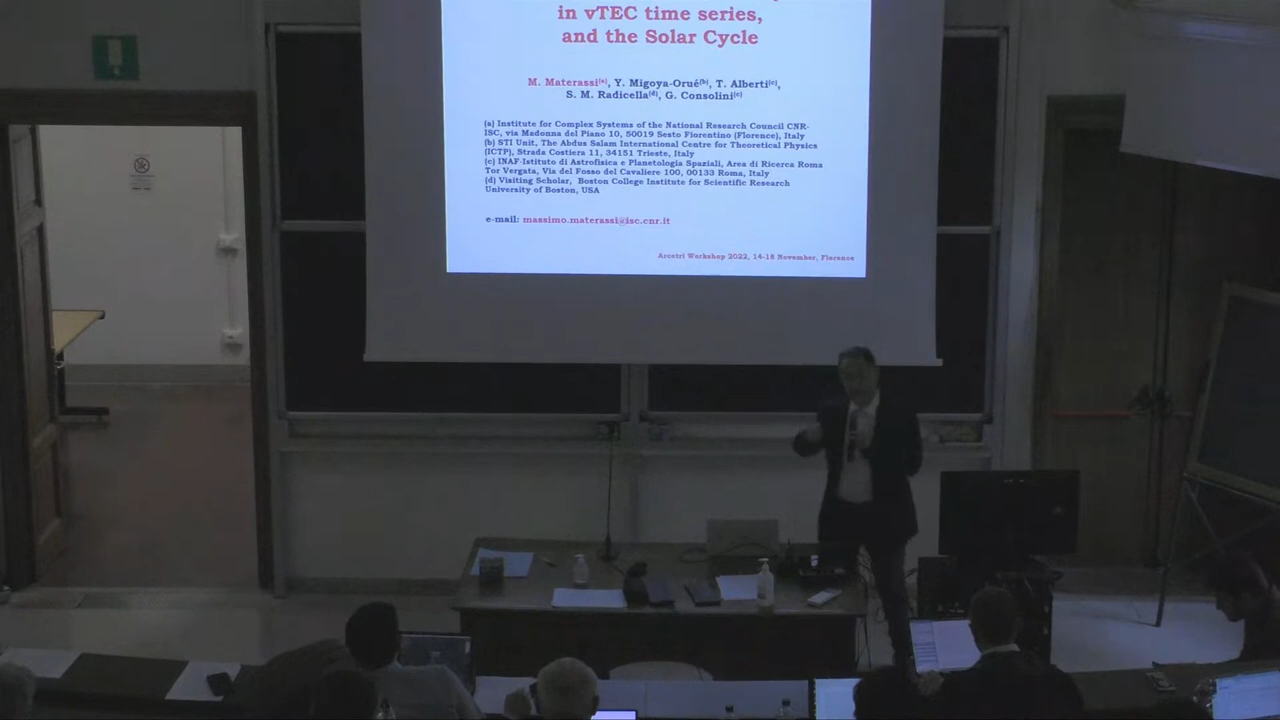 in vTEC time series,
and the Solar Cycle
M. Materassi(a), Y. Migoya-Orué(b), T. Alberti(c),
S. M. Radicella(d), G. Consolini(c)
(a) Institute for Complex Systems of the National Research Council CNR-
ISC, via Madonna del Piano 10, 50019 Sesto Fiorentino (Florence), Italy
(b) STI Unit, The Abdus Salam International Centre for Theoretical Physics
(ICTP), Strada Costiera 11, 34151 Trieste, Italy
(c) INAF-Istituto di Astrofisica e Planetologia Spaziali, Area di Ricerca Roma
Tor Vergata, Via del Fosso del Cavaliere 100, 00133 Roma, Italy
(d) Visiting Scholar, Boston College Institute for Scientific Research
University of Boston, USA
e-mail: massimo.materassi@isc.cnr.it
Arcetri Workshop 2022, 14-18 November, Florence